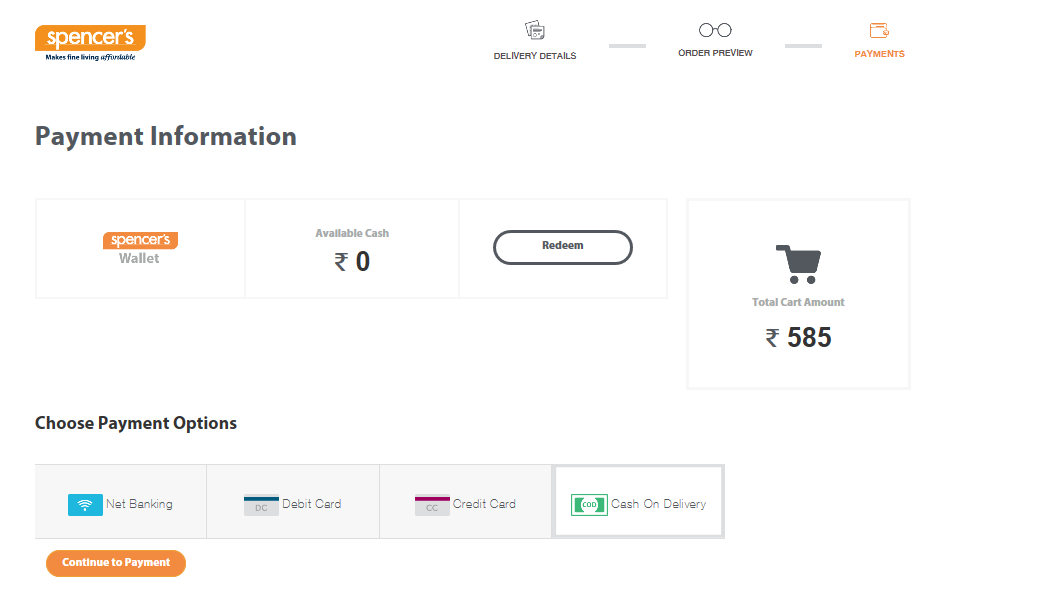 spencer's
Makes fine living affordable
DELIVERY DETAILS
ORDER PREVIEW
PAYMENTS
Payment Information
spencer's
Wallet
Available Cash
₹ 0
Redeem
Total Cart Amount
₹ 585
Choose Payment Options
Net Banking
DC Debit Card
CC Credit Card
COD Cash On Delivery
Continue to Payment